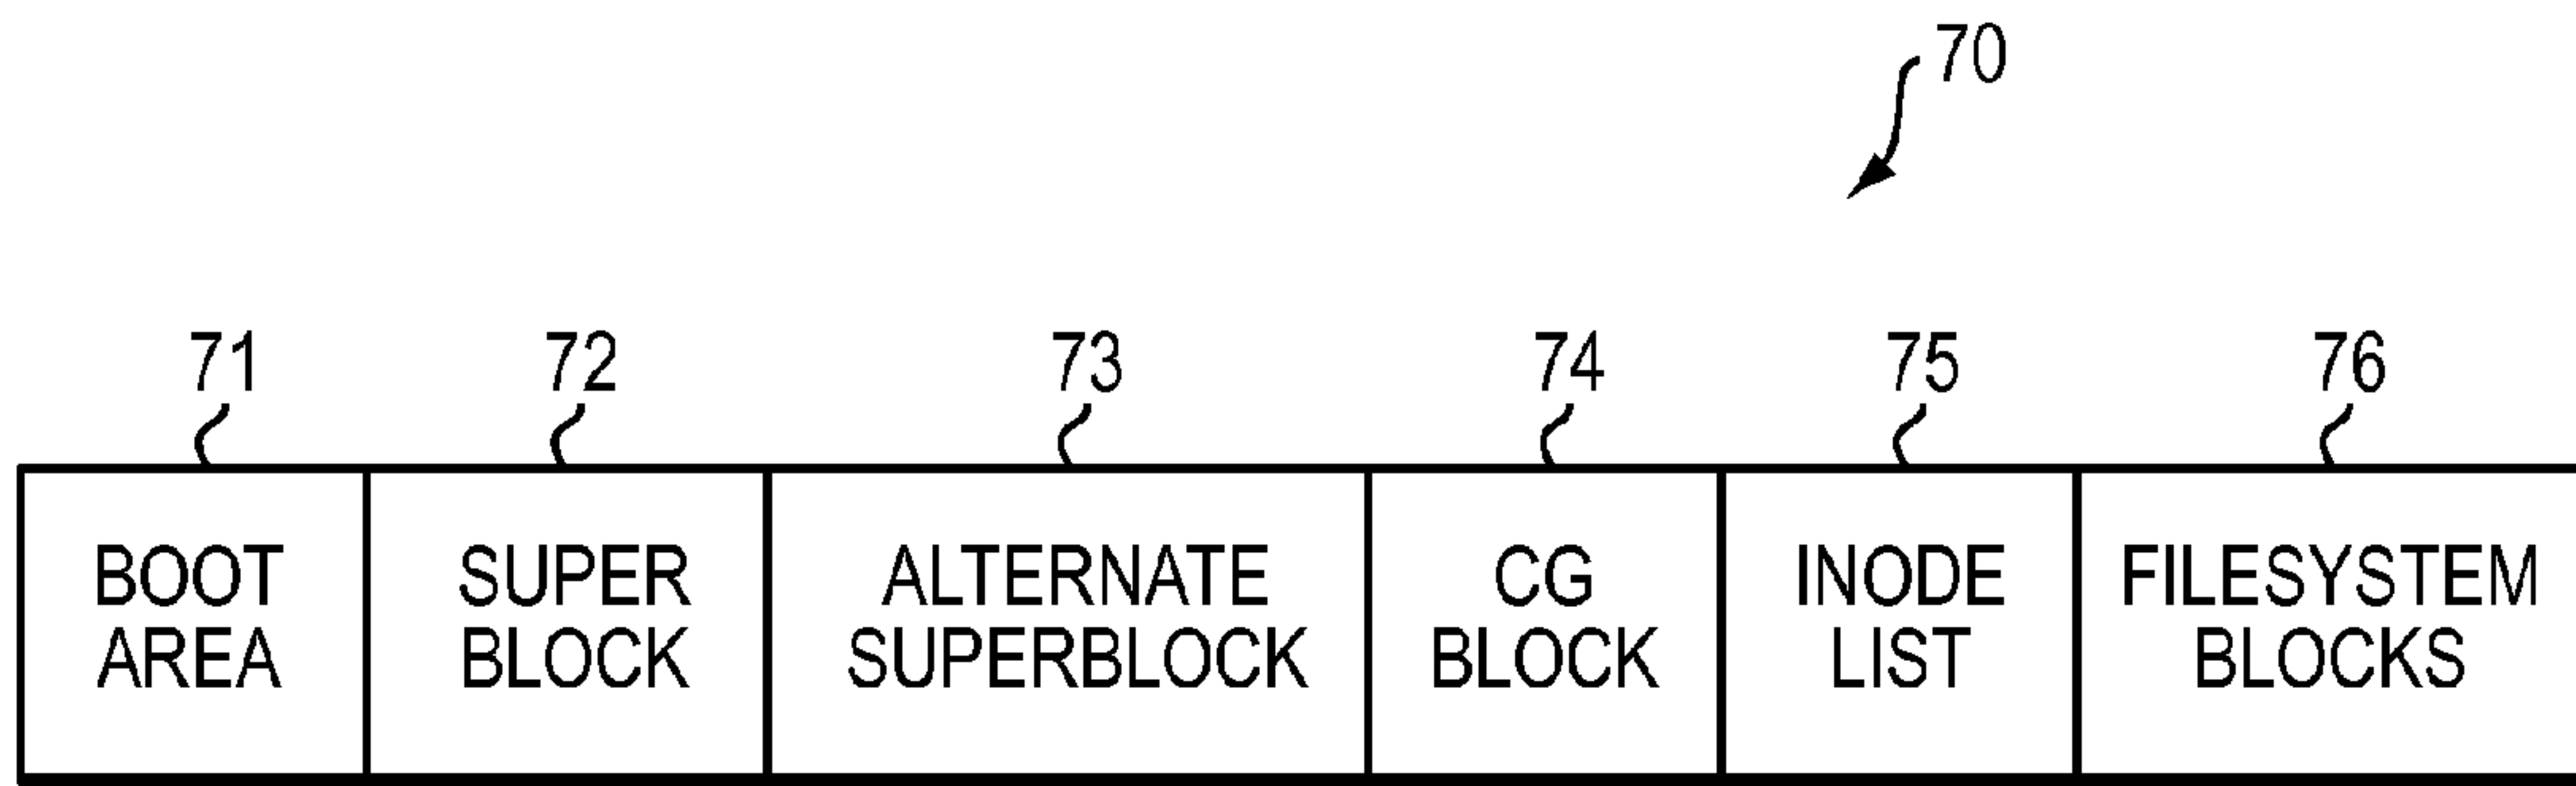 70
71 72 73 74 75 76
BOOT AREA
SUPER BLOCK
ALTERNATE SUPERBLOCK
CG BLOCK
INODE LIST
FILESYSTEM BLOCKS